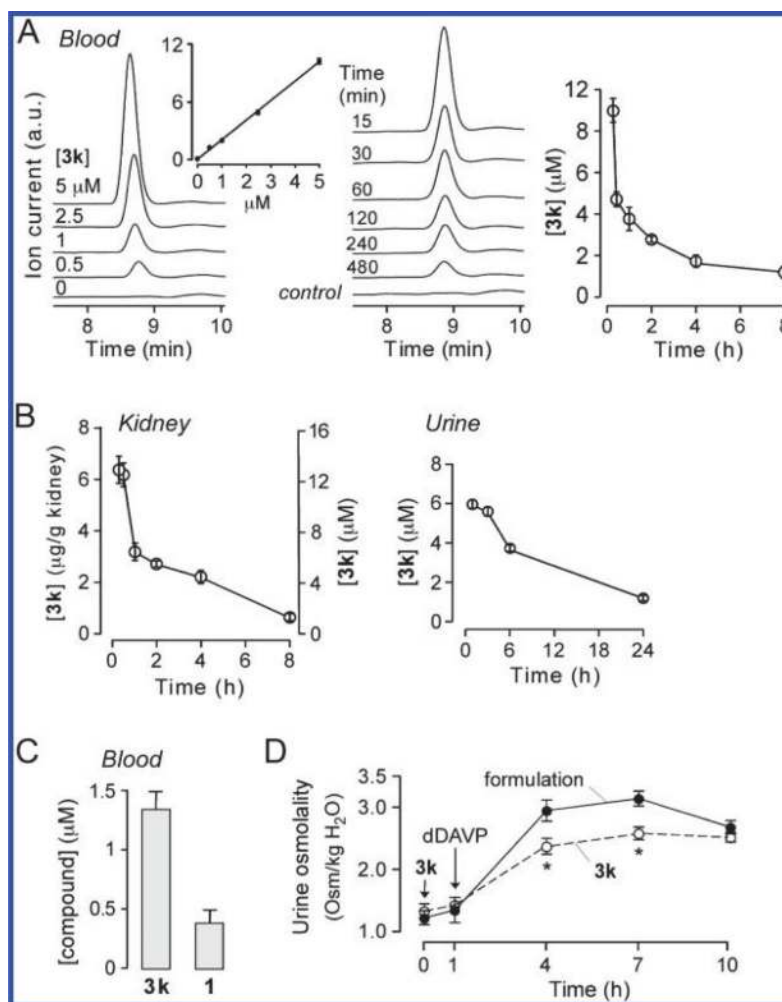 A
Blood
Ion current (a.u.)
[3k]
5 μM
2.5
1
0.5
0
8 9 10
Time (min)
12
6
0
0 1 2 3 4 5
μM
Time
(min)
15
30
60
120
240
480
control
8 9 10
Time (min)
[3k] (μM)
12
9
6
4
2
0
0 2 4 6 8
Time (h)
B
Kidney
[3k] (μg/g kidney)
8
6
4
2
0
16
12
8
4
0
[3k] (μM)
0 2 4 6 8
Time (h)
Urine
[3k] (μM)
8
6
4
2
0
0 6 12 18 24
Time (h)
C
Blood
[compound] (μM)
1.5
1
0.5
0
3k 1
D
Urine osmolality
(Osm/kg H2O)
3.5
3.0
2.0
1.0
formulation
dDAVP
3k
3k
*
*
0 1 4 7 10
Time (h)